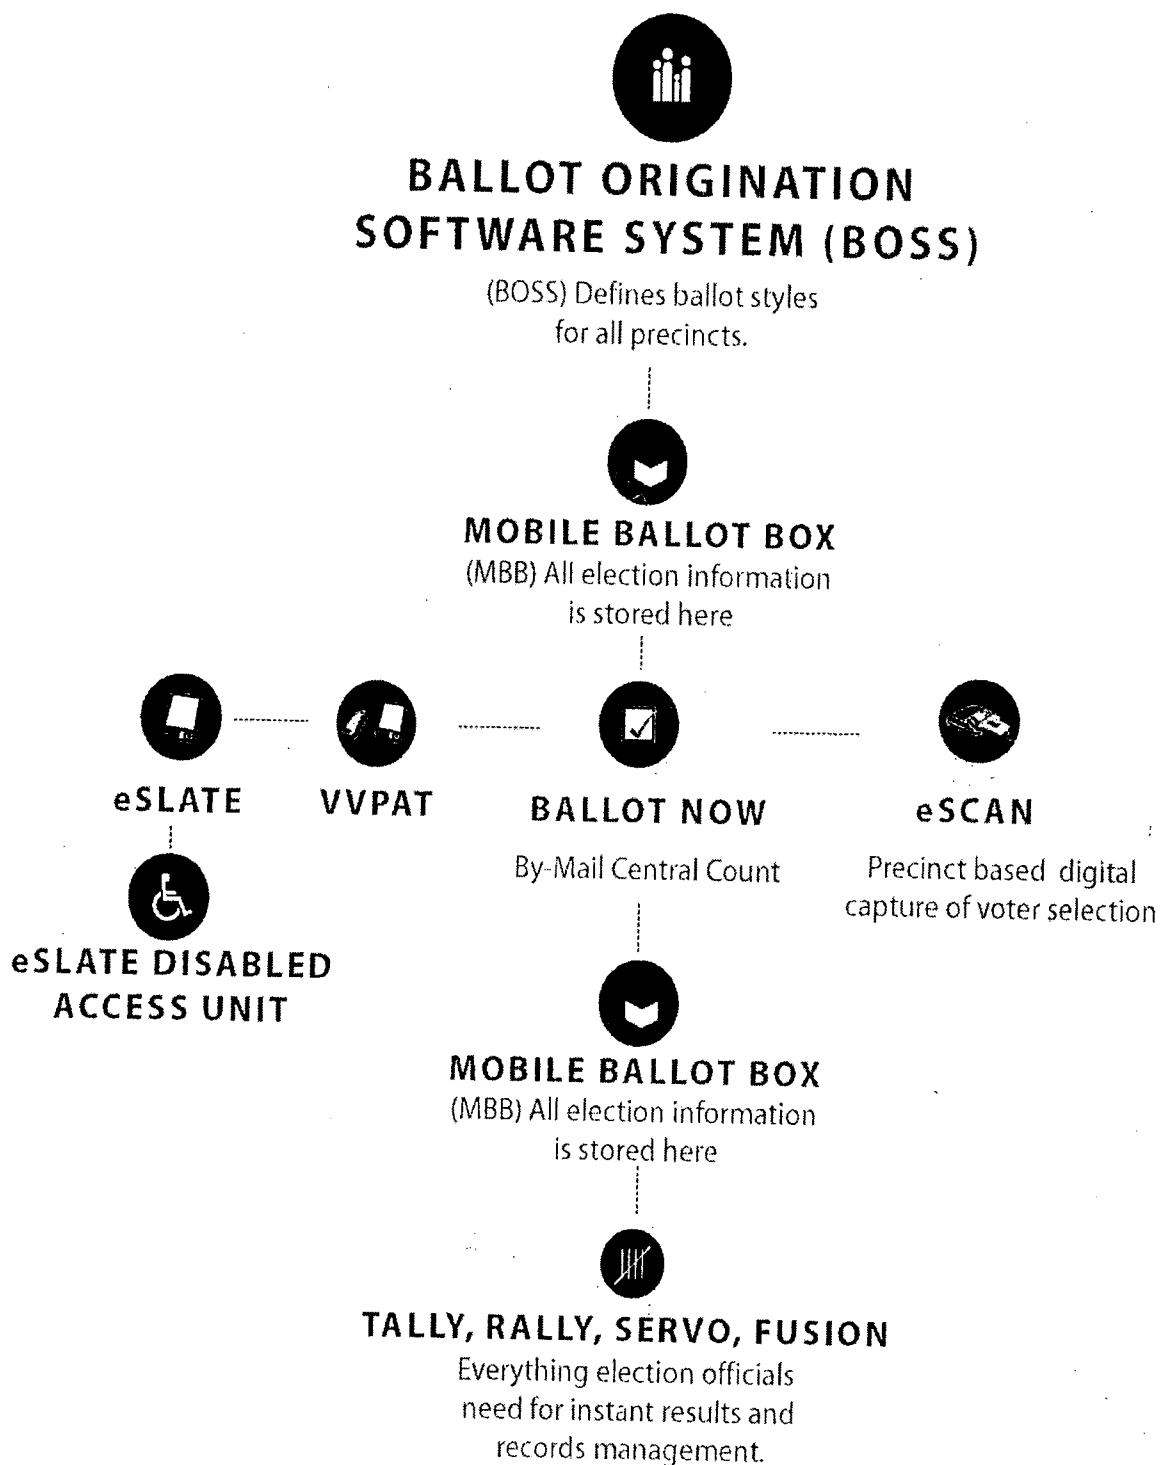 BALLOT ORIGINATION
SOFTWARE SYSTEM (BOSS)
(BOSS) Defines ballot styles
for all precincts.
MOBILE BALLOT BOX
(MBB) All election information
is stored here
eSLATE
VVPAT
BALLOT NOW
By-Mail Central Count
eSCAN
Precinct based digital
capture of voter selection
eSLATE DISABLED
ACCESS UNIT
MOBILE BALLOT BOX
(MBB) All election information
is stored here
TALLY, RALLY, SERVO, FUSION
Everything election officials
need for instant results and
records management.